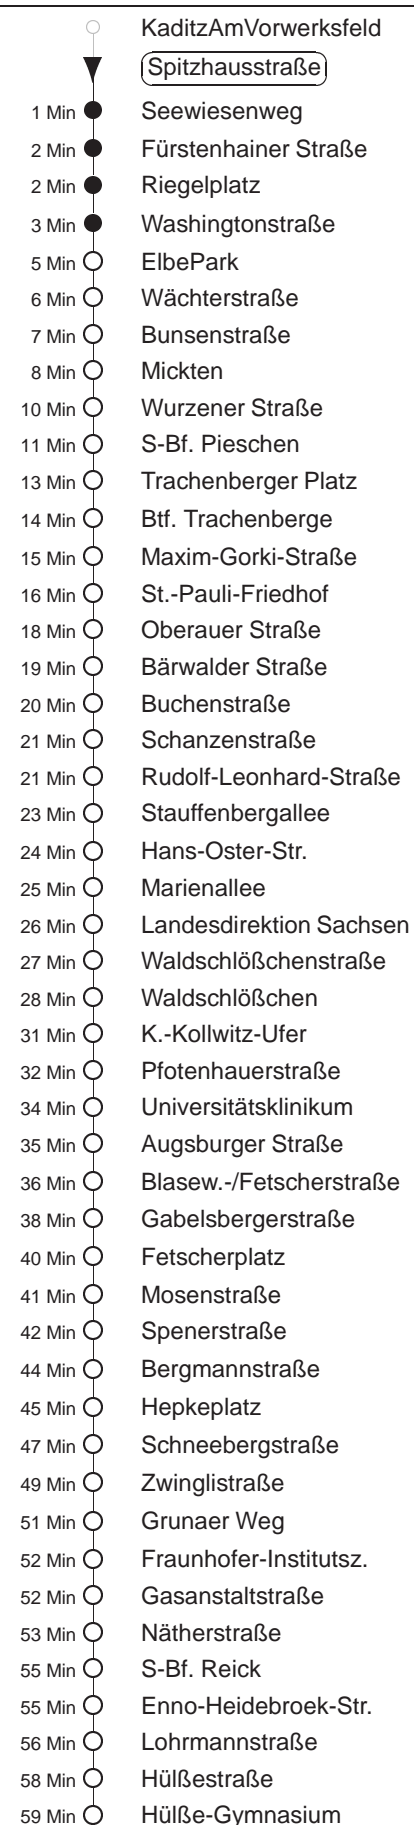 KaditzAmVorwerksfeld
Spitzhausstraße
1 Min Seewiesenweg
2 Min Fürstenhainer Straße
2 Min Riegelplatz
3 Min Washingtonstraße
5 Min ElbePark
6 Min Wächterstraße
7 Min Bunsenstraße
8 Min Mickten
10 Min Wurzener Straße
11 Min S-Bf. Pieschen
13 Min Trachenberger Platz
14 Min Btf. Trachenberge
15 Min Maxim-Gorki-Straße
16 Min St.-Pauli-Friedhof
18 Min Oberauer Straße
19 Min Bärwalder Straße
20 Min Buchenstraße
21 Min Schanzenstraße
21 Min Rudolf-Leonhard-Straße
23 Min Stauffenbergallee
24 Min Hans-Oster-Str.
25 Min Marienallee
26 Min Landesdirektion Sachsen
27 Min Waldschlößchenstraße
28 Min Waldschlößchen
31 Min K.-Kollwitz-Ufer
32 Min Pfotenhauerstraße
34 Min Universitätsklinikum
35 Min Augsburger Straße
36 Min Blasew.-/Fetscherstraße
38 Min Gabelsbergerstraße
40 Min Fetscherplatz
41 Min Mosenstraße
42 Min Spenerstraße
44 Min Bergmannstraße
45 Min Hepkeplatz
47 Min Schneebergstraße
49 Min Zwinglistraße
51 Min Grunaer Weg
52 Min Fraunhofer-Institutsz.
52 Min Gasanstaltstraße
53 Min Nätherstraße
55 Min S-Bf. Reick
55 Min Enno-Heidebroek-Str.
56 Min Lohrmannstraße
58 Min Hülßestraße
59 Min Hülße-Gymnasium